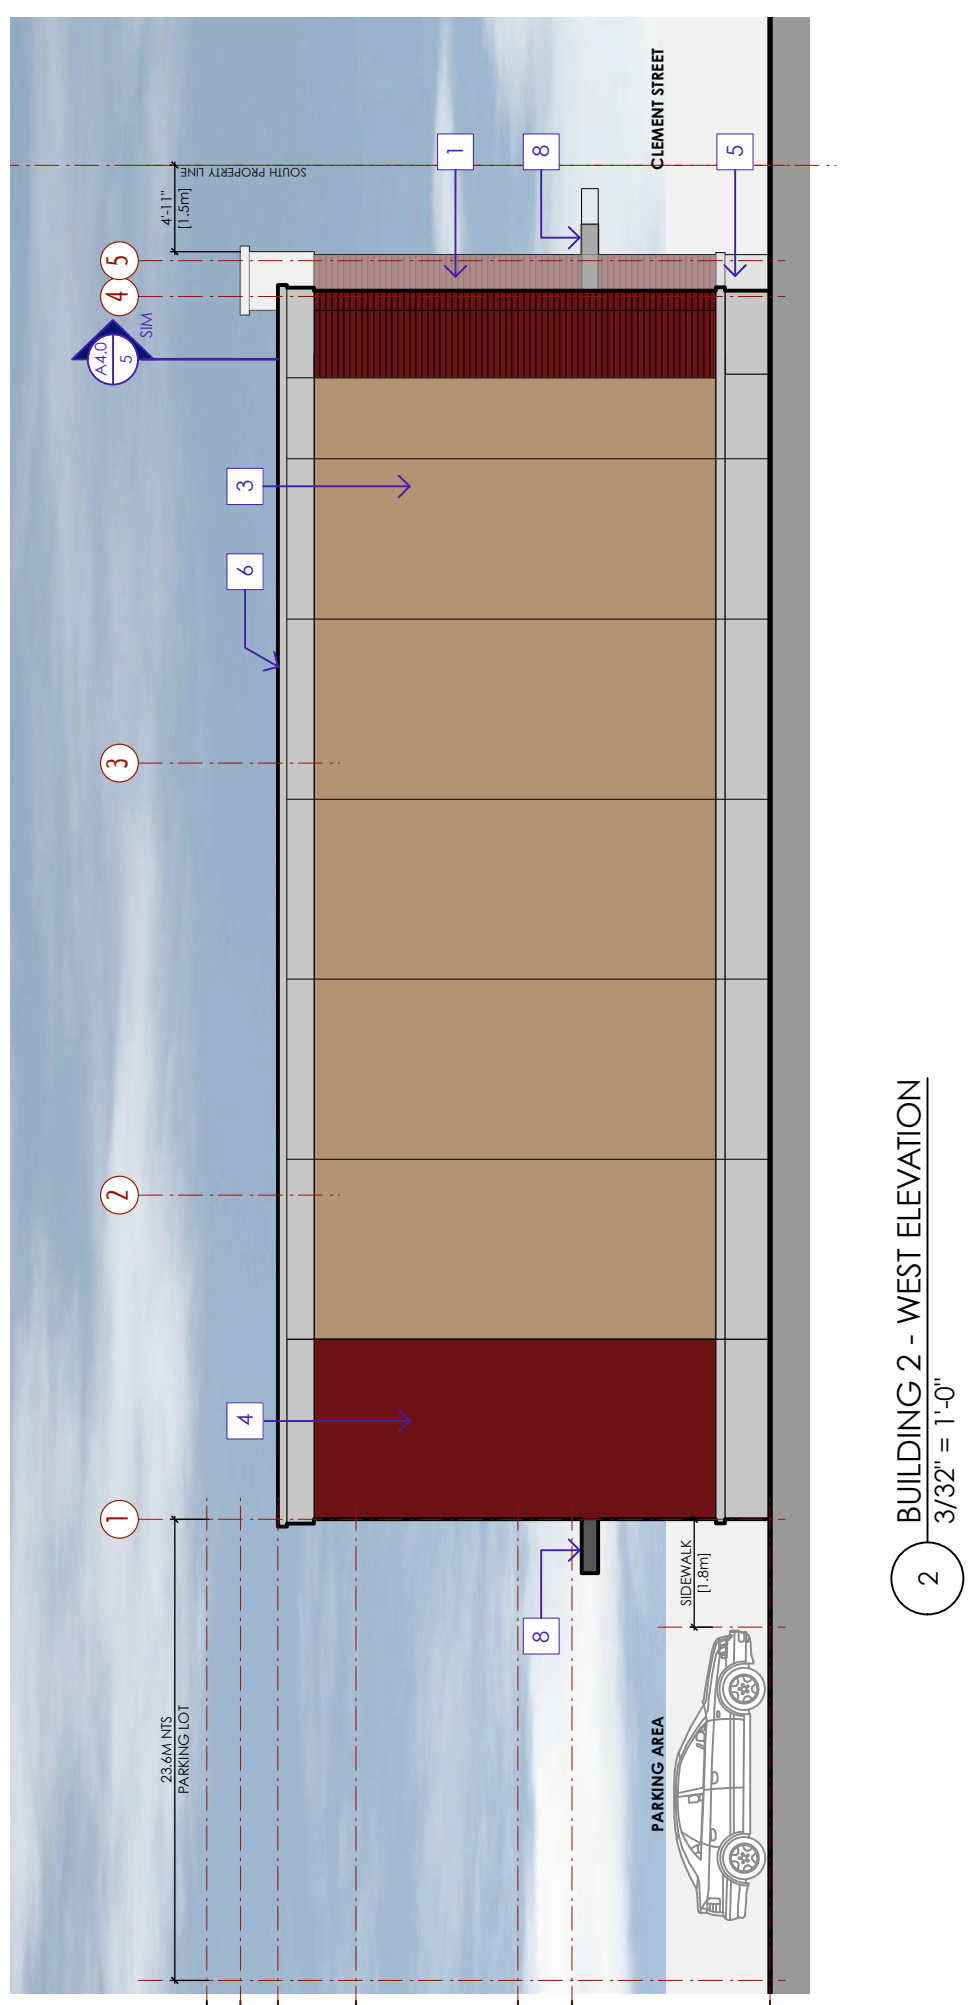 1
2
3
4
5
A4.0
5
SIM
23.6M NTS
PARKING LOT
4'-11"
[1.5m]
SOUTH PROPERTY LINE
4
6
3
1
8
8
5
SIDEWALK
[1.8m]
PARKING AREA
CLEMENT STREET
2
BUILDING 2 - WEST ELEVATION
3/32" = 1'-0"